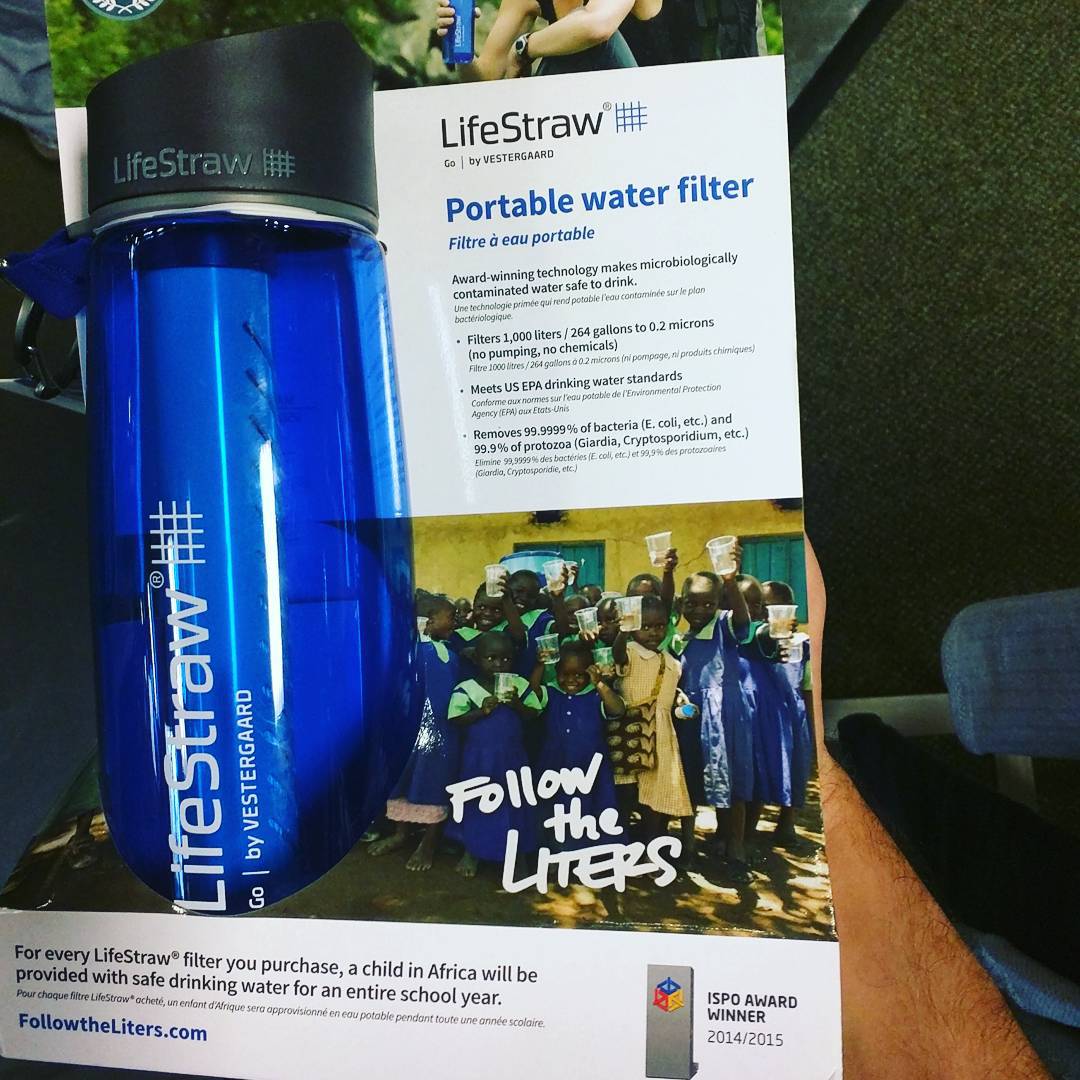 LifeStraw
LifeStraw®
Go | by VESTERGAARD
LifeStraw®
Go | by VESTERGAARD
Portable water filter
Filtre à eau portable
Award-winning technology makes microbiologically
contaminated water safe to drink.
Une technologie primée qui rend potable l'eau contaminée sur le plan
bactériologique.
• Filters 1,000 liters / 264 gallons to 0.2 microns
(no pumping, no chemicals)
Filtre 1000 litres / 264 gallons à 0.2 microns (ni pompage, ni produits chimiques)
• Meets US EPA drinking water standards
Conforme aux normes sur l'eau potable de l'Environmental Protection
Agency (EPA) aux Etats-Unis
• Removes 99.9999% of bacteria (E. coli, etc.) and
99.9% of protozoa (Giardia, Cryptosporidium, etc.)
Elimine 99,9999% des bactéries (E. coli, etc.) et 99,9% des protozoaires
(Giardia, Cryptosporidie, etc.)
Follow
the
LITERS
For every LifeStraw® filter you purchase, a child in Africa will be
provided with safe drinking water for an entire school year.
Pour chaque filtre LifeStraw® acheté, un enfant d'Afrique sera approvisionné en eau potable pendant toute une année scolaire.
FollowtheLiters.com
ISPO AWARD
WINNER
2014/2015